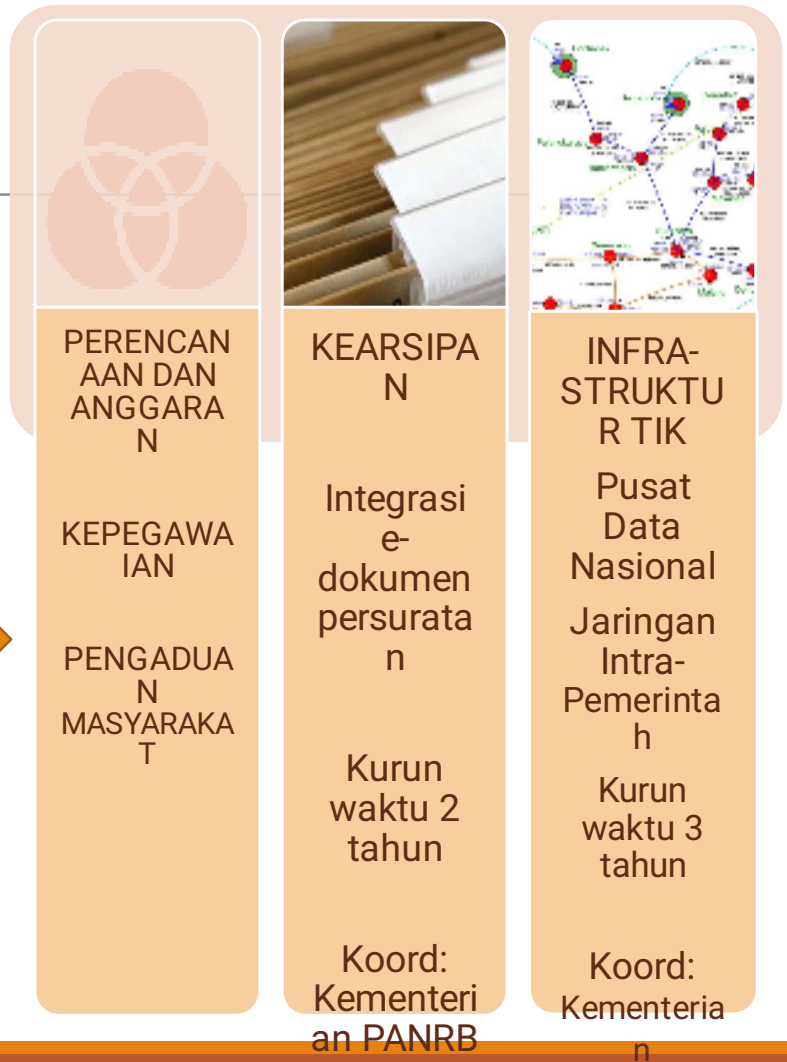 PERENCAN
AAN DAN
ANGGARA
N
KEPEGAWA
IAN
PENGADUA
N
MASYARAKA
T
KEARSIPA
N
Integrasi
e-
dokumen
persurata
n
Kurun
waktu 2
tahun
Koord:
Kementeri
an PANRB
INFRA-
STRUKTU
R TIK
Pusat
Data
Nasional
Jaringan
Intra-
Pemerinta
h
Kurun
waktu 3
tahun
Koord:
Kementeria
n